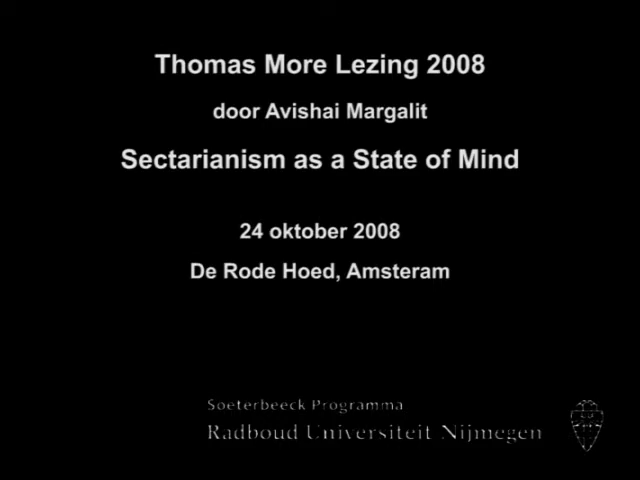 Thomas More Lezing 2008
door Avishai Margalit
Sectarianism as a State of Mind
24 oktober 2008
De Rode Hoed, Amsteram
Soeterbeeck Programma
Radboud Universiteit Nijmegen